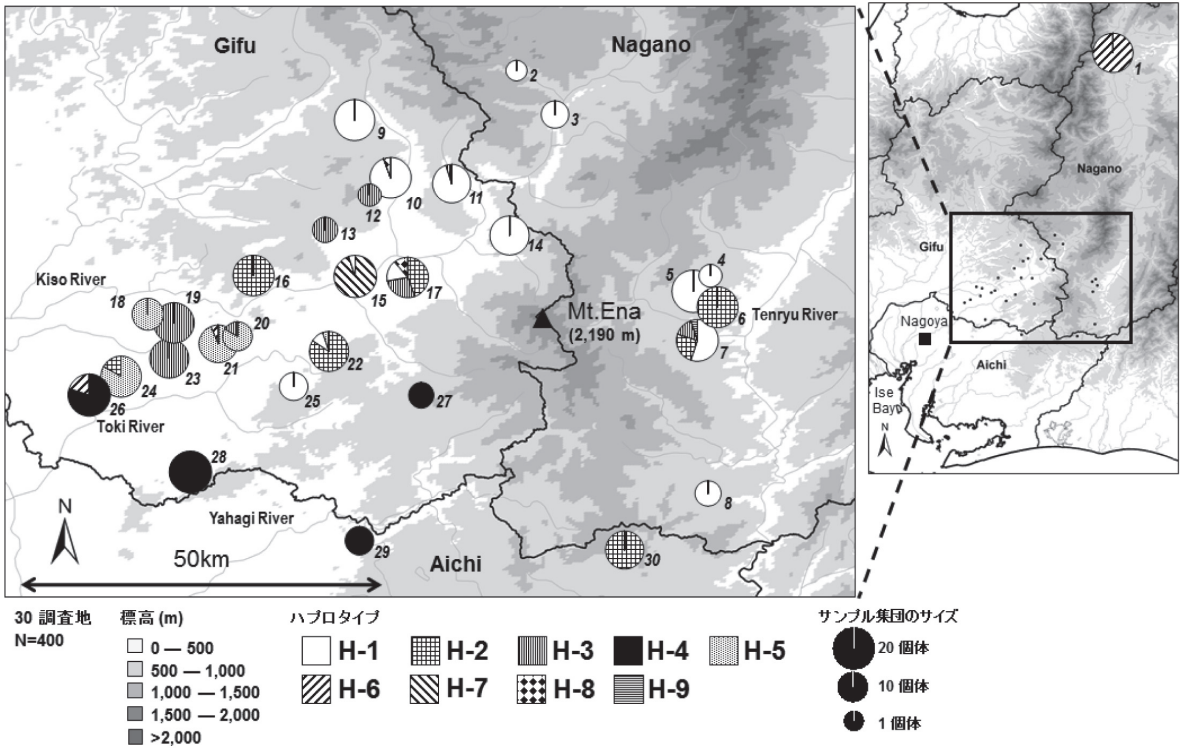 Gifu
Nagano
2
3
9
10
11
12
13
14
4
5
6
7
Kiso River
16
15
17
Mt.Ena
(2,190 m)
Tenryu River
18
19
20
21
22
23
24
25
26
27
Toki River
28
Yahagi River
8
29
30
N
50km
Aichi
1
Nagano
Gifu
Nagoya
Aichi
Ise
Bay
N
30 調査地
N=400
標高 (m)
0 — 500
500 — 1,000
1,000 — 1,500
1,500 — 2,000
>2,000
ハプロタイプ
H-1
H-2
H-3
H-4
H-5
H-6
H-7
H-8
H-9
サンプル集団のサイズ
20 個体
10 個体
1 個体